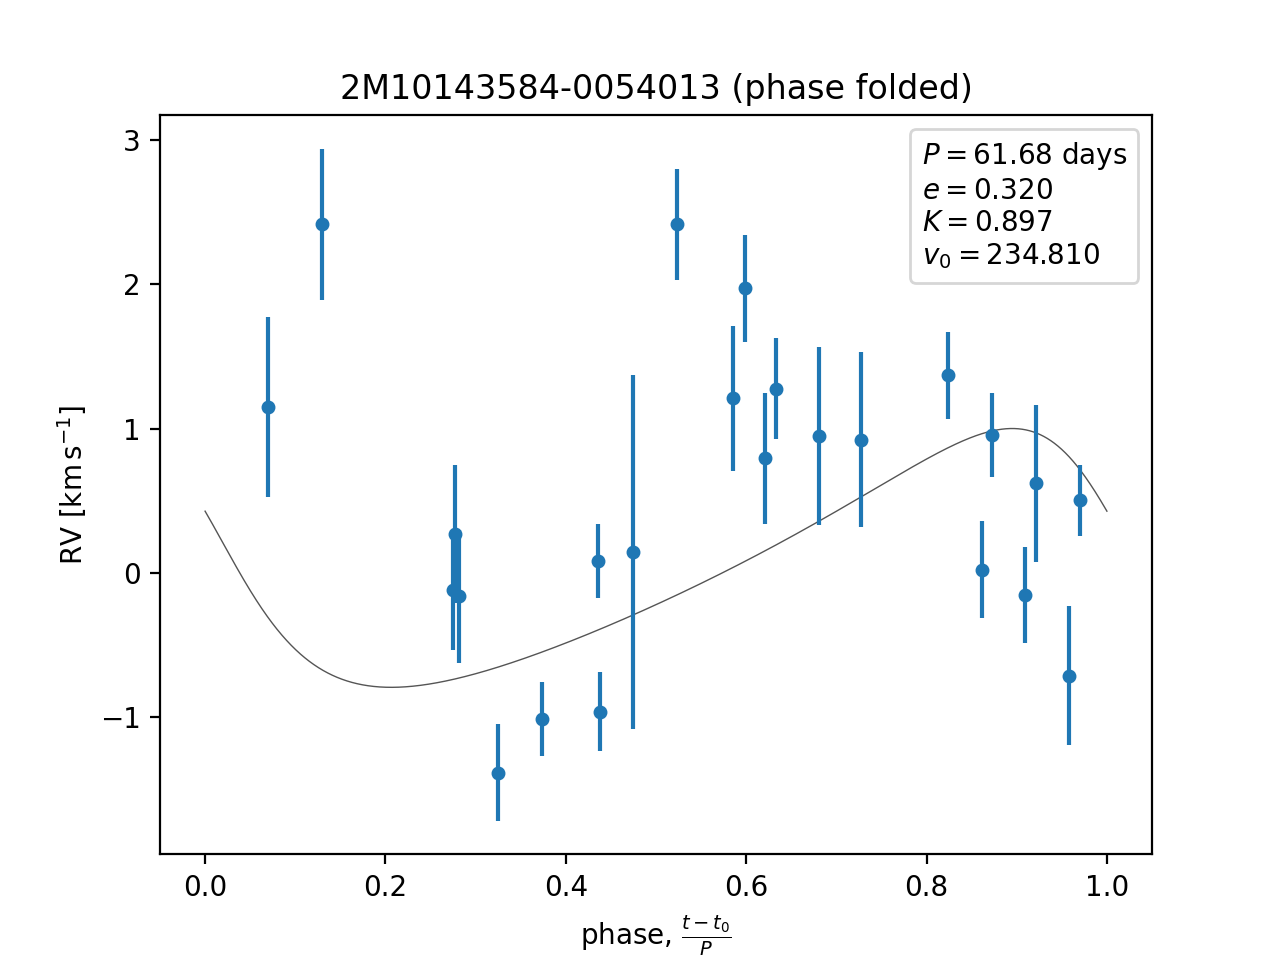 2M10143584-0054013 (phase folded)
P = 61.68 days
e = 0.320
K = 0.897
v₀ = 234.810
3
2
1
0
−1
RV [km s⁻¹]
0.0 0.2 0.4 0.6 0.8 1.0
phase, (t − t₀)/P